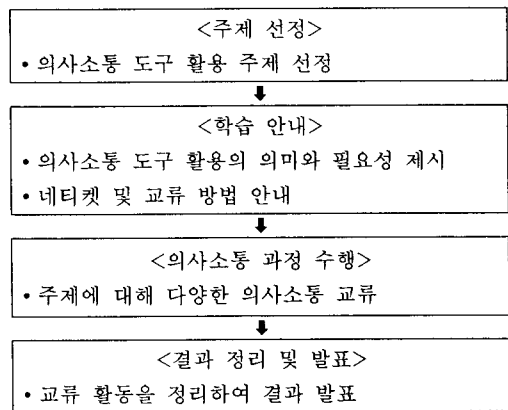 <주제 선정>
• 의사소통 도구 활용 주제 선정
<학습 안내>
• 의사소통 도구 활용의 의미와 필요성 제시
• 네티켓 및 교류 방법 안내
<의사소통 과정 수행>
• 주제에 대해 다양한 의사소통 교류
<결과 정리 및 발표>
• 교류 활동을 정리하여 결과 발표